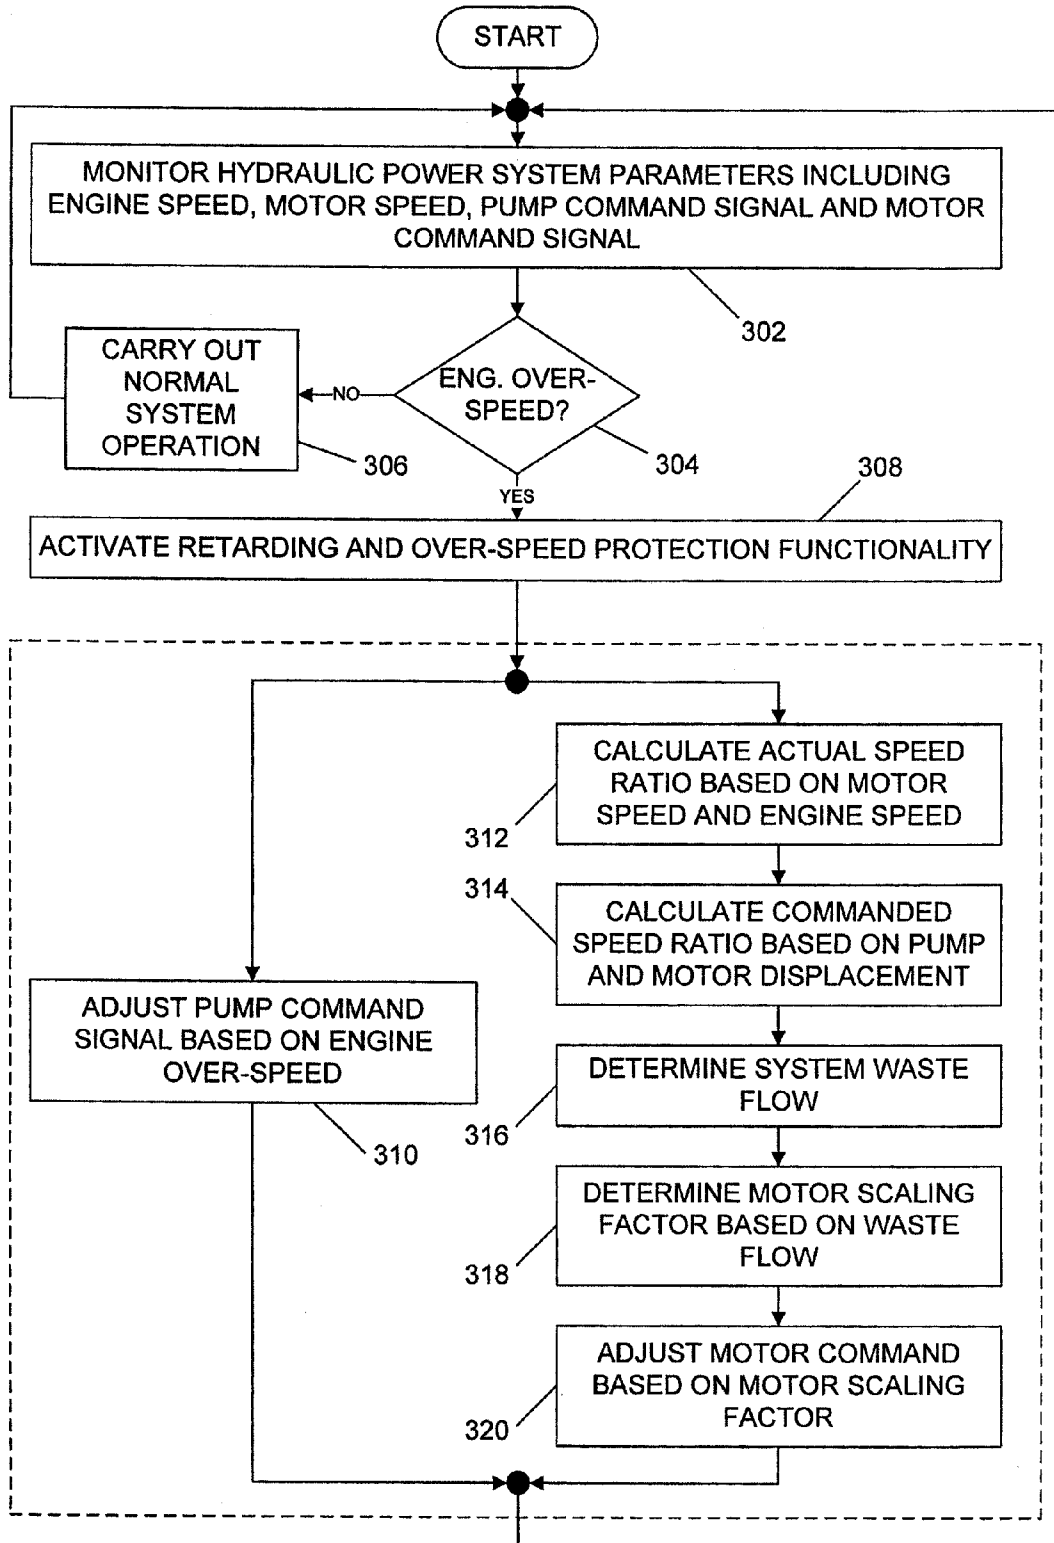 START
MONITOR HYDRAULIC POWER SYSTEM PARAMETERS INCLUDING
ENGINE SPEED, MOTOR SPEED, PUMP COMMAND SIGNAL AND MOTOR
COMMAND SIGNAL
302
CARRY OUT
NORMAL
SYSTEM
OPERATION
306
NO
ENG. OVER-
SPEED?
304
YES
308
ACTIVATE RETARDING AND OVER-SPEED PROTECTION FUNCTIONALITY
CALCULATE ACTUAL SPEED
RATIO BASED ON MOTOR
SPEED AND ENGINE SPEED
312
314
CALCULATE COMMANDED
SPEED RATIO BASED ON PUMP
AND MOTOR DISPLACEMENT
ADJUST PUMP COMMAND
SIGNAL BASED ON ENGINE
OVER-SPEED
310
DETERMINE SYSTEM WASTE
FLOW
316
DETERMINE MOTOR SCALING
FACTOR BASED ON WASTE
FLOW
318
ADJUST MOTOR COMMAND
BASED ON MOTOR SCALING
FACTOR
320